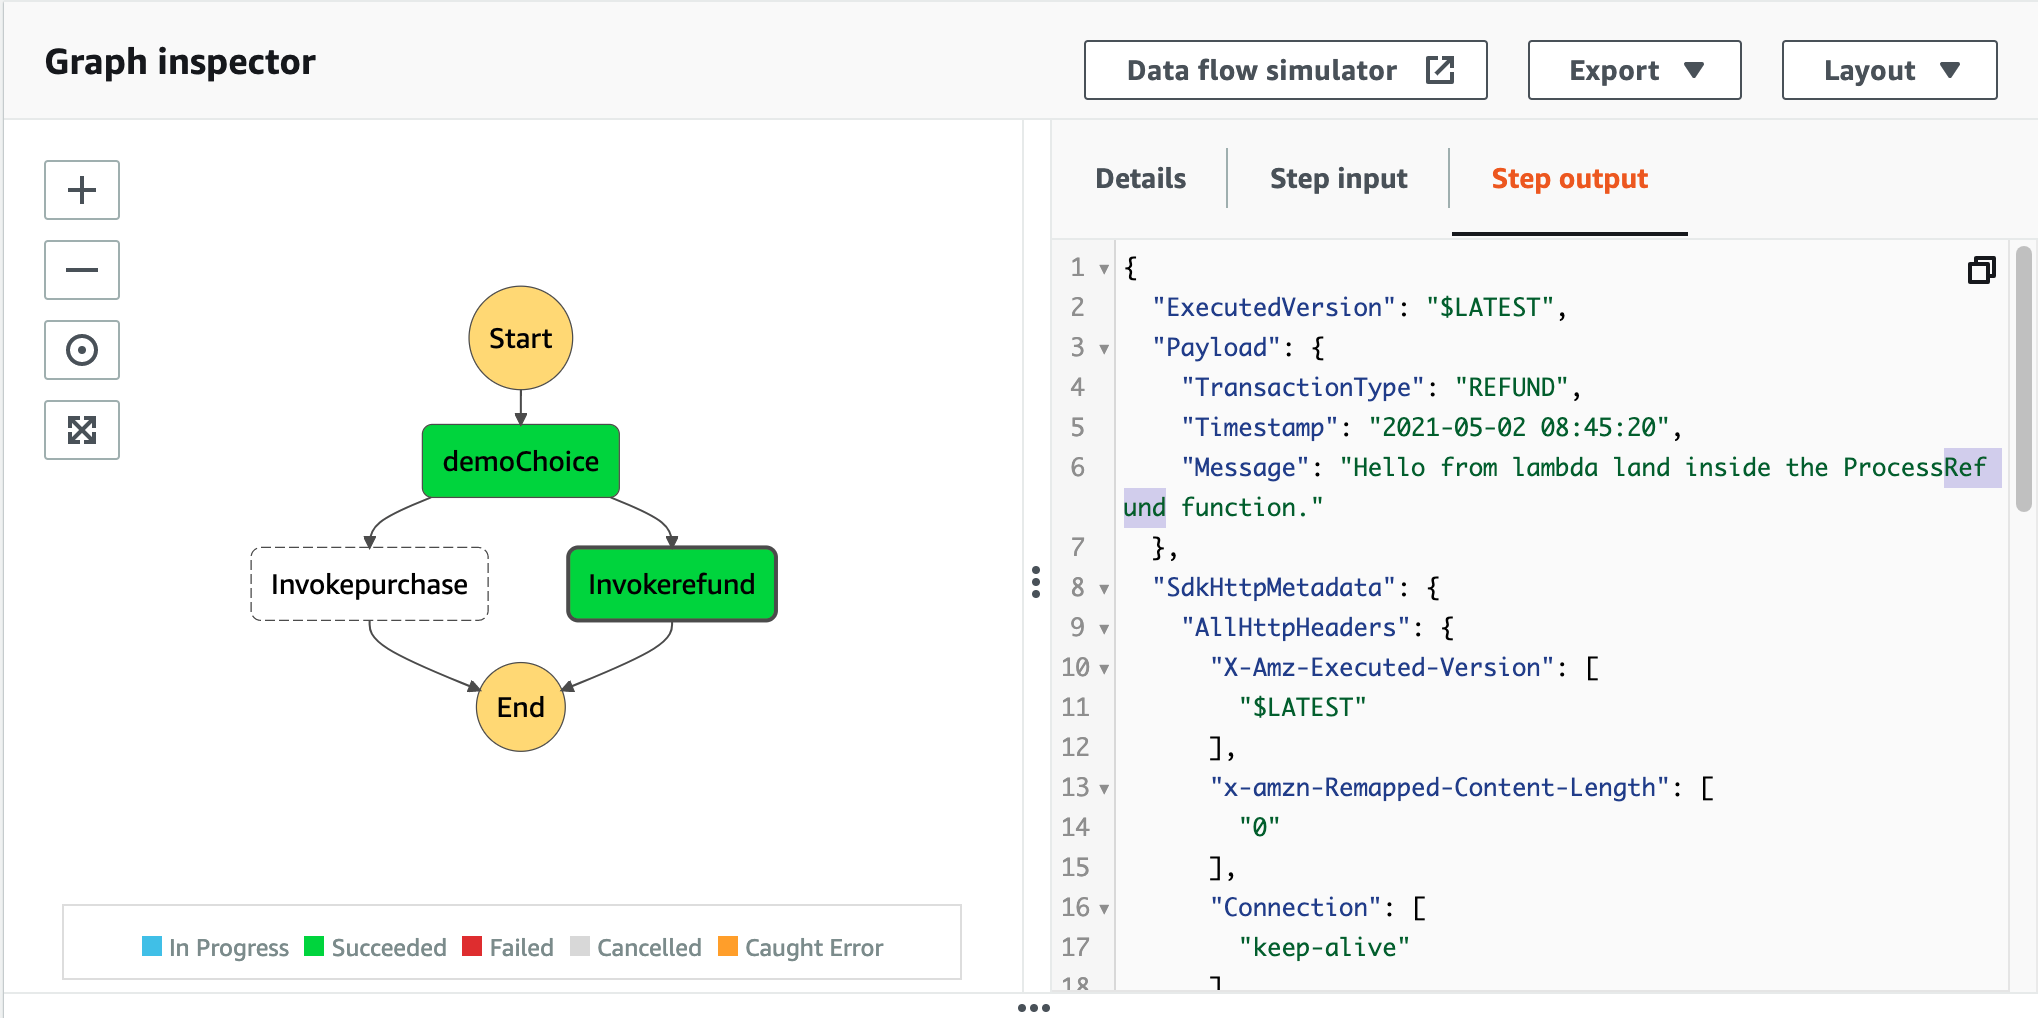 Graph inspector
Data flow simulator
Export
Layout
Start
demoChoice
Invokepurchase
Invokerefund
End
In Progress
Succeeded
Failed
Cancelled
Caught Error
Details
Step input
Step output
1 {
2 "ExecutedVersion": "$LATEST",
3 "Payload": {
4 "TransactionType": "REFUND",
5 "Timestamp": "2021-05-02 08:45:20",
6 "Message": "Hello from lambda land inside the ProcessRef
und function."
7 },
8 "SdkHttpMetadata": {
9 "AllHttpHeaders": {
10 "X-Amz-Executed-Version": [
11 "$LATEST"
12 ],
13 "x-amzn-Remapped-Content-Length": [
14 "0"
15 ],
16 "Connection": [
17 "keep-alive"
18 ]